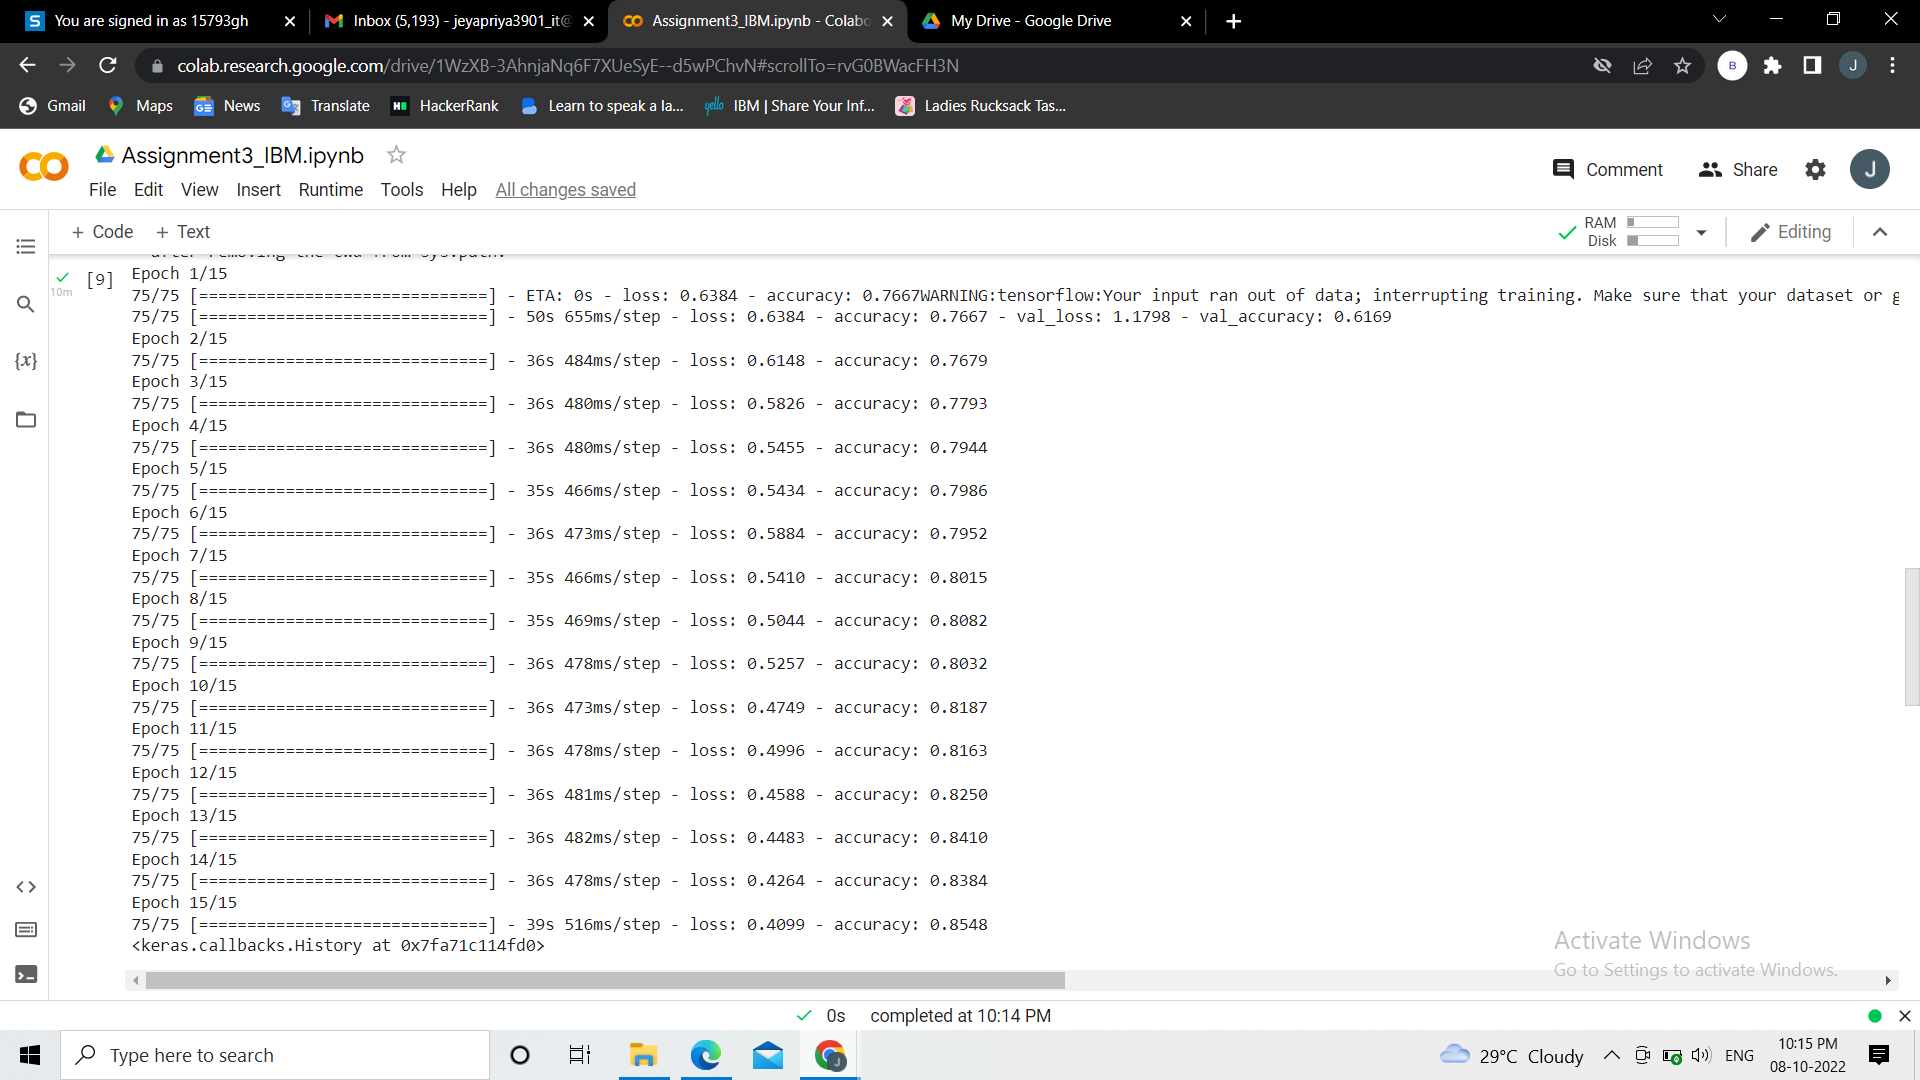 You are signed in as 15793gh
Inbox (5,193) - jeyapriya3901_it@
Assignment3_IBM.ipynb - Colabo
My Drive - Google Drive
colab.research.google.com/drive/1WzXB-3AhnjaNq6F7XUeSyE--d5wPChvN#scrollTo=rvG0BWacFH3N
B
J
Gmail
Maps
News
Translate
HackerRank
Learn to speak a la...
yello IBM | Share Your Inf...
Ladies Rucksack Tas...
Assignment3_IBM.ipynb
Comment
Share
J
File Edit View Insert Runtime Tools Help All changes saved
+ Code + Text
RAM
Disk
Editing
after removing the cwd from sys.path.
[9]
10m
Epoch 1/15
75/75 [==============================] - ETA: 0s - loss: 0.6384 - accuracy: 0.7667WARNING:tensorflow:Your input ran out of data; interrupting training. Make sure that your dataset or g
75/75 [==============================] - 50s 655ms/step - loss: 0.6384 - accuracy: 0.7667 - val_loss: 1.1798 - val_accuracy: 0.6169
Epoch 2/15
75/75 [==============================] - 36s 484ms/step - loss: 0.6148 - accuracy: 0.7679
Epoch 3/15
75/75 [==============================] - 36s 480ms/step - loss: 0.5826 - accuracy: 0.7793
Epoch 4/15
75/75 [==============================] - 36s 480ms/step - loss: 0.5455 - accuracy: 0.7944
Epoch 5/15
75/75 [==============================] - 35s 466ms/step - loss: 0.5434 - accuracy: 0.7986
Epoch 6/15
75/75 [==============================] - 36s 473ms/step - loss: 0.5884 - accuracy: 0.7952
Epoch 7/15
75/75 [==============================] - 35s 466ms/step - loss: 0.5410 - accuracy: 0.8015
Epoch 8/15
75/75 [==============================] - 35s 469ms/step - loss: 0.5044 - accuracy: 0.8082
Epoch 9/15
75/75 [==============================] - 36s 478ms/step - loss: 0.5257 - accuracy: 0.8032
Epoch 10/15
75/75 [==============================] - 36s 473ms/step - loss: 0.4749 - accuracy: 0.8187
Epoch 11/15
75/75 [==============================] - 36s 478ms/step - loss: 0.4996 - accuracy: 0.8163
Epoch 12/15
75/75 [==============================] - 36s 481ms/step - loss: 0.4588 - accuracy: 0.8250
Epoch 13/15
75/75 [==============================] - 36s 482ms/step - loss: 0.4483 - accuracy: 0.8410
Epoch 14/15
75/75 [==============================] - 36s 478ms/step - loss: 0.4264 - accuracy: 0.8384
Epoch 15/15
75/75 [==============================] - 39s 516ms/step - loss: 0.4099 - accuracy: 0.8548
<keras.callbacks.History at 0x7fa71c114fd0>
Activate Windows
Go to Settings to activate Windows.
0s completed at 10:14 PM
Type here to search
29°C Cloudy
ENG
10:15 PM
08-10-2022